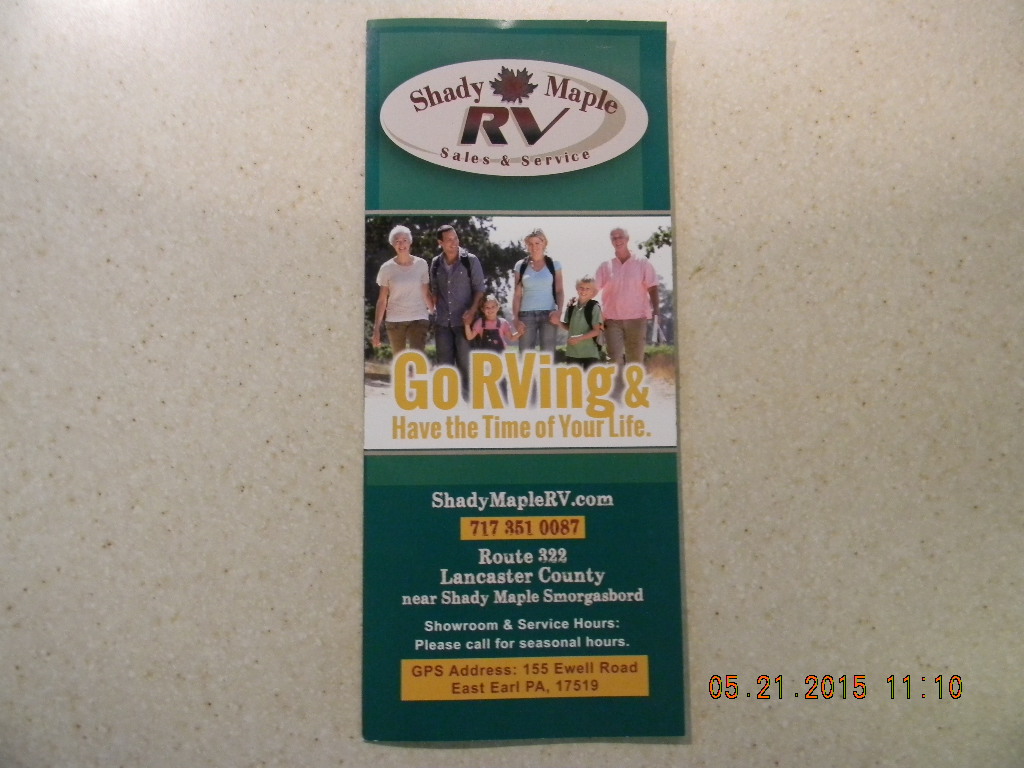 Shady Maple
RV
Sales & Service
Go RVing &
Have the Time of Your Life.
ShadyMapleRV.com
717 351 0087
Route 322
Lancaster County
near Shady Maple Smorgasbord
Showroom & Service Hours:
Please call for seasonal hours.
GPS Address: 155 Ewell Road
East Earl PA, 17519
05.21.2015 11:10